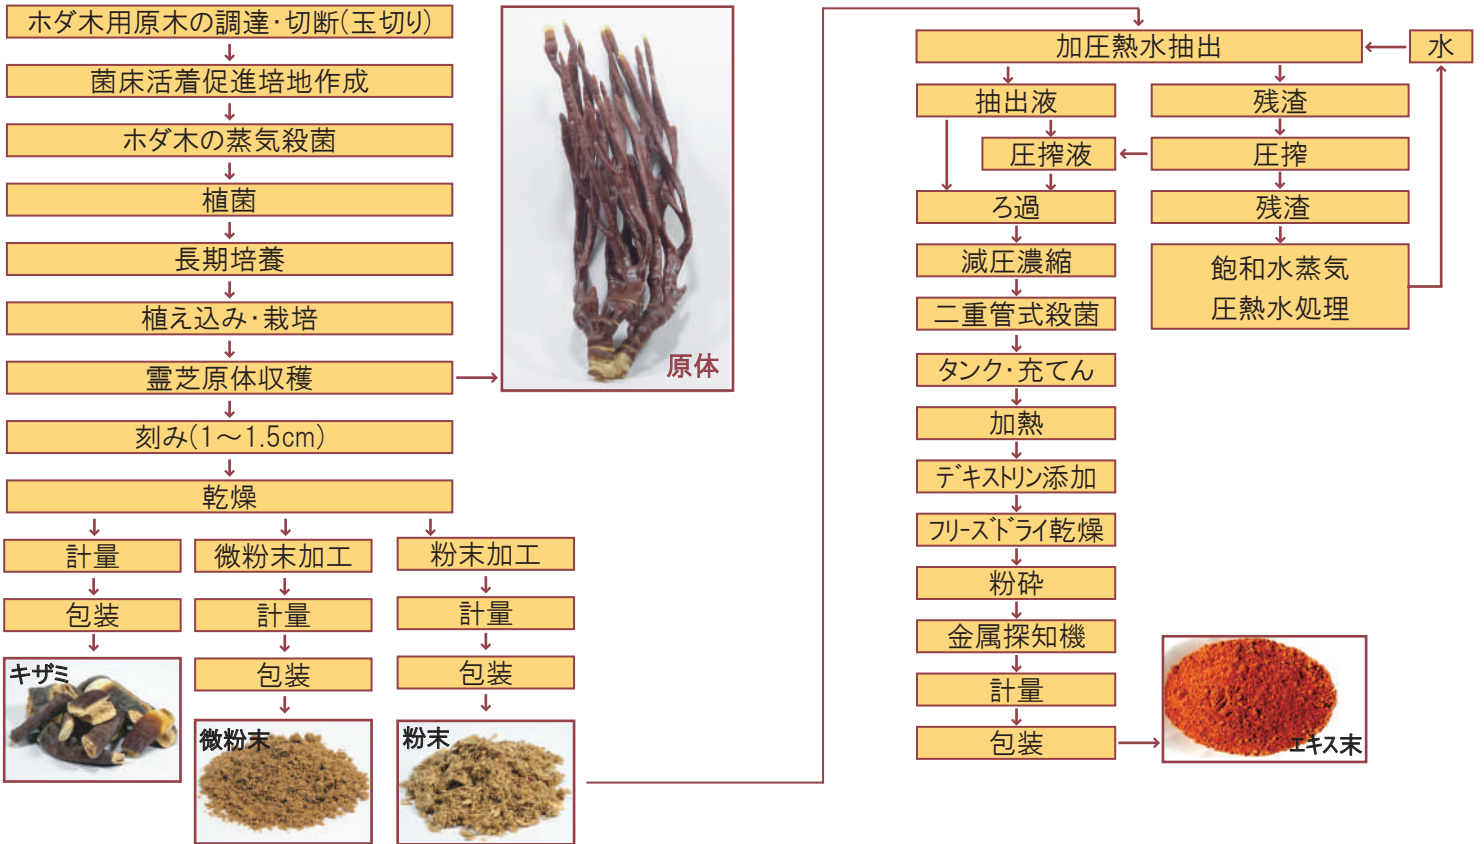 ホダ木用原木の調達・切断(玉切り)
菌床活着促進培地作成
ホダ木の蒸気殺菌
植菌
長期培養
植え込み・栽培
霊芝原体収穫
原体
刻み(1～1.5cm)
乾燥
計量
包装
キザミ
微粉末加工
計量
包装
微粉末
粉末加工
計量
包装
粉末
加圧熱水抽出
水
抽出液
残渣
圧搾液
圧搾
ろ過
残渣
減圧濃縮
飽和水蒸気
圧熱水処理
二重管式殺菌
タンク・充てん
加熱
デキストリン添加
フリーズドライ乾燥
粉砕
金属探知機
計量
包装
エキス末